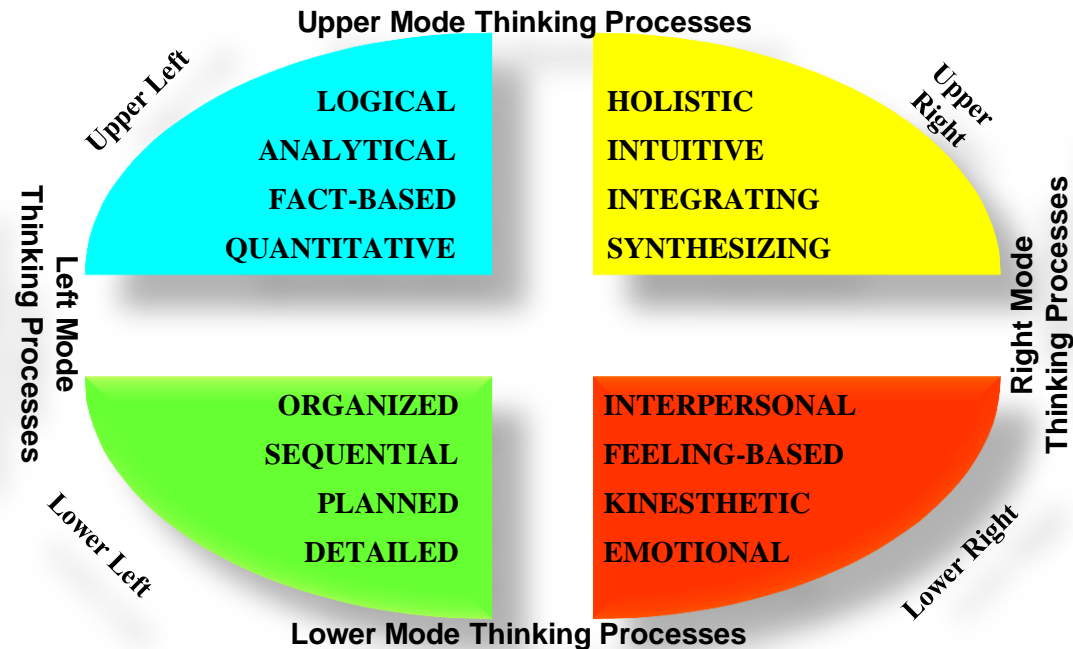 Upper Mode Thinking Processes
Upper Left
LOGICAL
ANALYTICAL
FACT-BASED
QUANTITATIVE
Upper
Right
HOLISTIC
INTUITIVE
INTEGRATING
SYNTHESIZING
Left Mode
Thinking Processes
Right Mode
Thinking Processes
ORGANIZED
SEQUENTIAL
PLANNED
DETAILED
Lower Left
INTERPERSONAL
FEELING-BASED
KINESTHETIC
EMOTIONAL
Lower Right
Lower Mode Thinking Processes